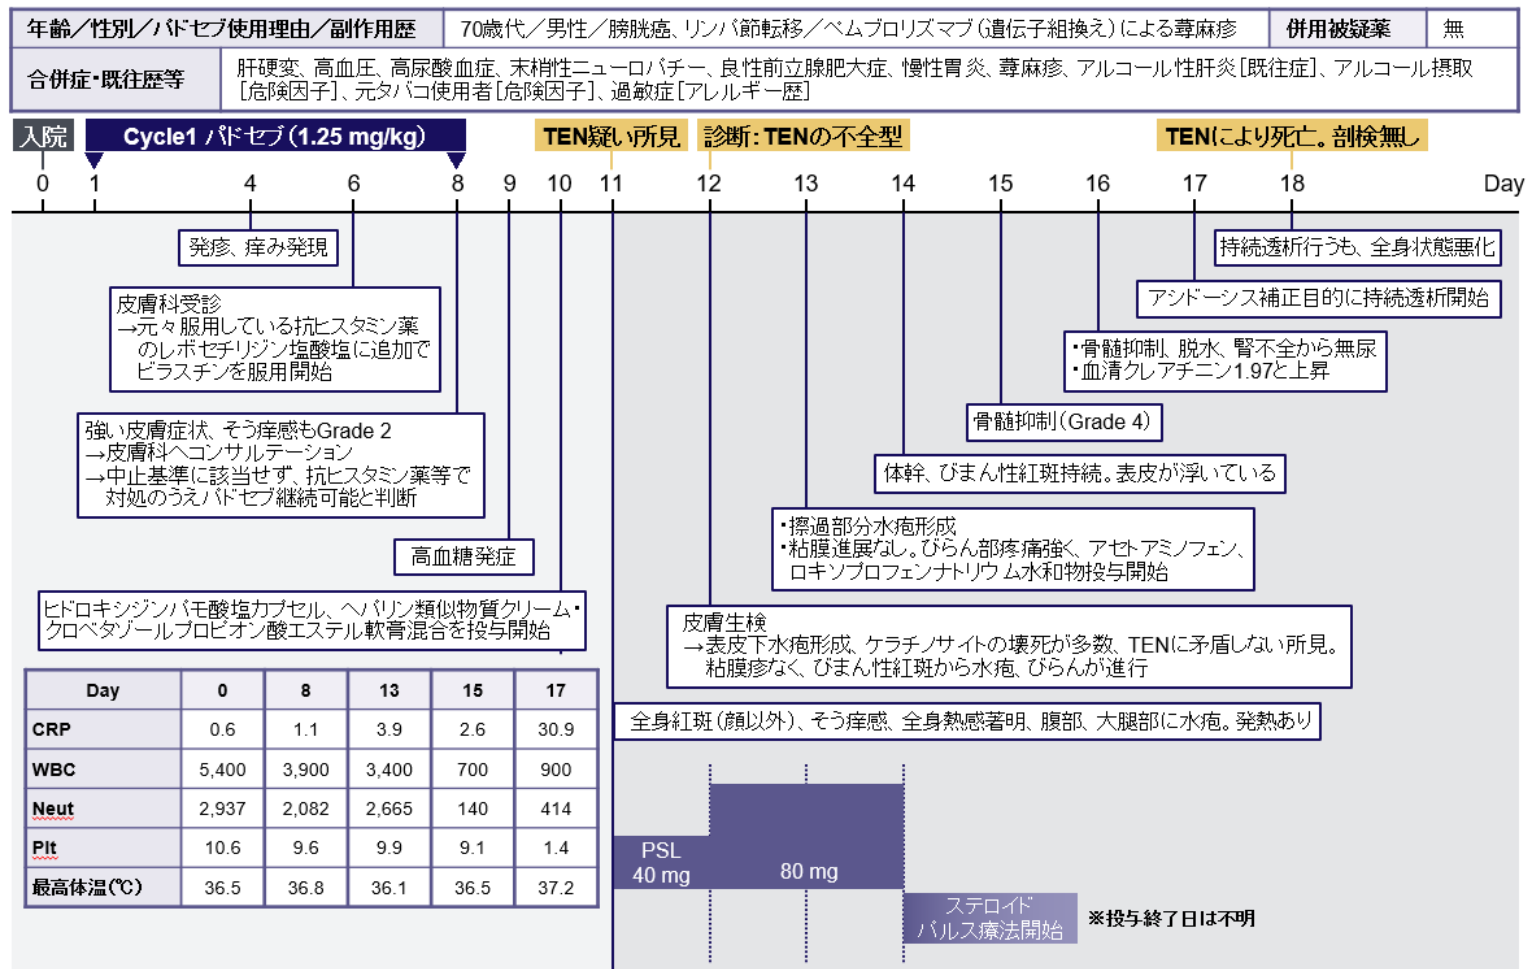 年齢／性別／パドセブ使用理由／副作用歴
70歳代／男性／膀胱癌、リンパ節転移／ペムブロリズマブ（遺伝子組換え）による蕁麻疹
併用被疑薬
無
合併症・既往歴等
肝硬変、高血圧、高尿酸血症、末梢性ニューロパチー、良性前立腺肥大症、慢性胃炎、蕁麻疹、アルコール性肝炎[既往症]、アルコール摂取
[危険因子]、元タバコ使用者[危険因子]、過敏症[アレルギー歴]
入院
Cycle1 パドセブ（1.25 mg/kg）
TEN疑い所見
診断：TENの不全型
TENにより死亡。剖検無し
0 1 4 6 8 9 10 11 12 13 14 15 16 17 18 Day
発疹、痒み発現
持続透析行うも、全身状態悪化
皮膚科受診
→元々服用している抗ヒスタミン薬
のレボセチリジン塩酸塩に追加で
ビラスチンを服用開始
アシドーシス補正目的に持続透析開始
・骨髄抑制、脱水、腎不全から無尿
・血清クレアチニン1.97と上昇
強い皮膚症状、そう痒感もGrade 2
→皮膚科へコンサルテーション
→中止基準に該当せず、抗ヒスタミン薬等で
対処のうえパドセブ継続可能と判断
骨髄抑制（Grade 4）
体幹、びまん性紅斑持続。表皮が浮いている
高血糖発症
・擦過部分水疱形成
・粘膜進展なし。びらん部疼痛強く、アセトアミノフェン、
ロキソプロフェンナトリウム水和物投与開始
ヒドロキシジンパモ酸塩カプセル、ヘパリン類似物質クリーム・
クロベタゾールプロピオン酸エステル軟膏混合を投与開始
皮膚生検
→表皮下水疱形成、ケラチノサイトの壊死が多数、TENに矛盾しない所見。
粘膜疹なく、びまん性紅斑から水疱、びらんが進行
全身紅斑（顔以外）、そう痒感、全身熱感著明、腹部、大腿部に水疱。発熱あり
Day 0 8 13 15 17
CRP 0.6 1.1 3.9 2.6 30.9
WBC 5,400 3,900 3,400 700 900
Neut 2,937 2,082 2,665 140 414
Plt 10.6 9.6 9.9 9.1 1.4
最高体温(℃) 36.5 36.8 36.1 36.5 37.2
PSL
40 mg
80 mg
ステロイド
パルス療法開始
※投与終了日は不明